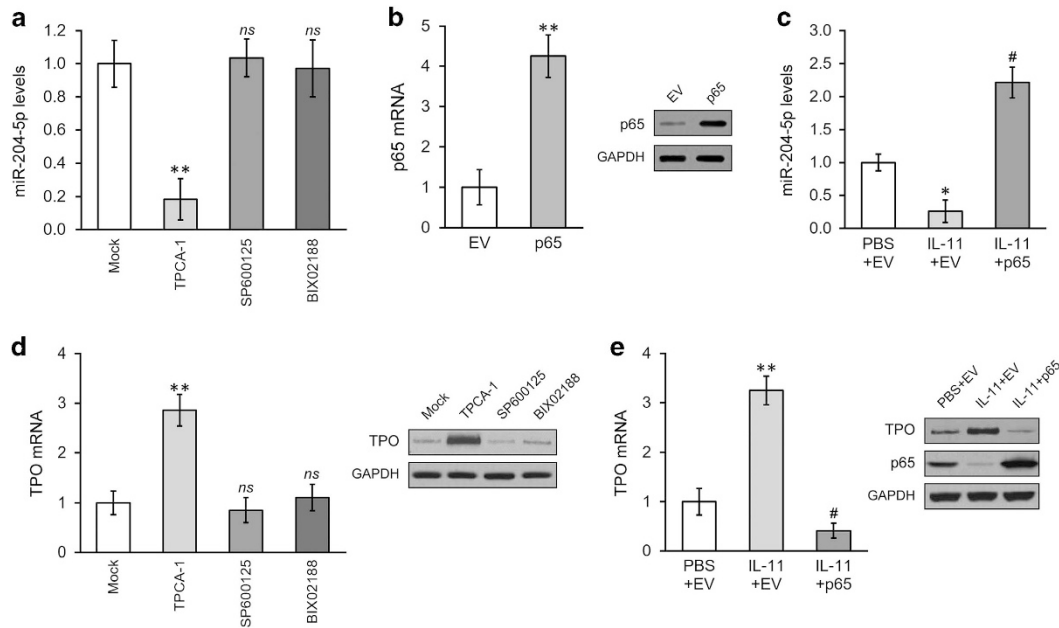 a
miR-204-5p levels
1.2
1.0
0.8
0.6
0.4
0.2
0.0
**
ns
ns
Mock
TPCA-1
SP600125
BIX02188
b
p65 mRNA
5
4
3
2
1
0
**
EV
p65
EV
p65
p65
GAPDH
c
miR-204-5p levels
3.0
2.5
2.0
1.5
1.0
0.5
0.0
*
#
PBS
+EV
IL-11
+EV
IL-11
+p65
d
TPO mRNA
4
3
2
1
0
**
ns
ns
Mock
TPCA-1
SP600125
BIX02188
Mock
TPCA-1
SP600125
BIX02188
TPO
GAPDH
e
TPO mRNA
4
3
2
1
0
**
#
PBS
+EV
IL-11
+EV
IL-11
+p65
PBS+EV
IL-11+EV
IL-11+p65
TPO
p65
GAPDH